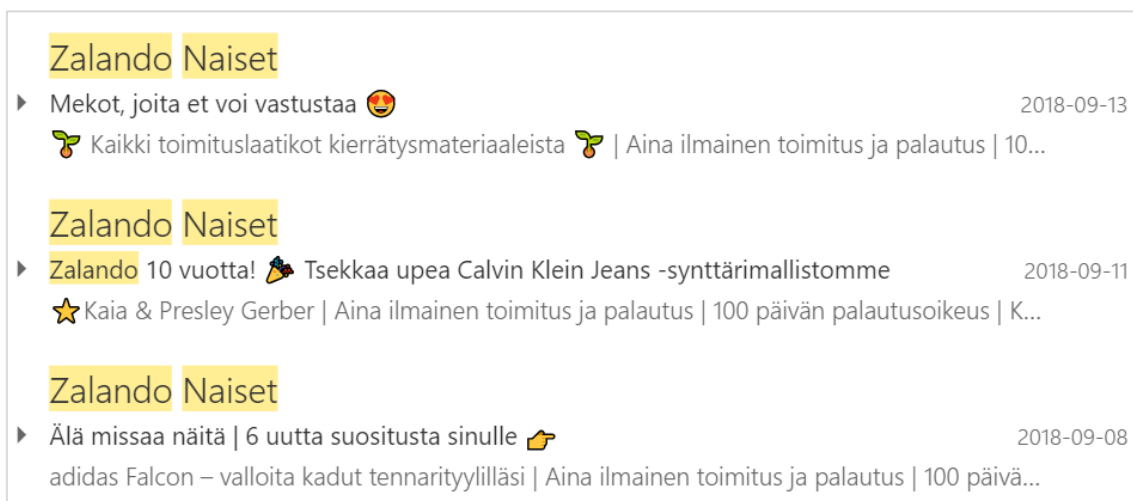 Zalando Naiset
Mekot, joita et voi vastustaa 😍 2018-09-13
🌱 Kaikki toimituslaatikot kierrätysmateriaaleista 🌱 | Aina ilmainen toimitus ja palautus | 10...
Zalando Naiset
Zalando 10 vuotta! 🎉 Tsekkaa upea Calvin Klein Jeans -synttärimallistomme 2018-09-11
⭐Kaia & Presley Gerber | Aina ilmainen toimitus ja palautus | 100 päivän palautusoikeus | K...
Zalando Naiset
Älä missaa näitä | 6 uutta suositusta sinulle 👉 2018-09-08
adidas Falcon – valloita kadut tennarityylilläsi | Aina ilmainen toimitus ja palautus | 100 päivä...